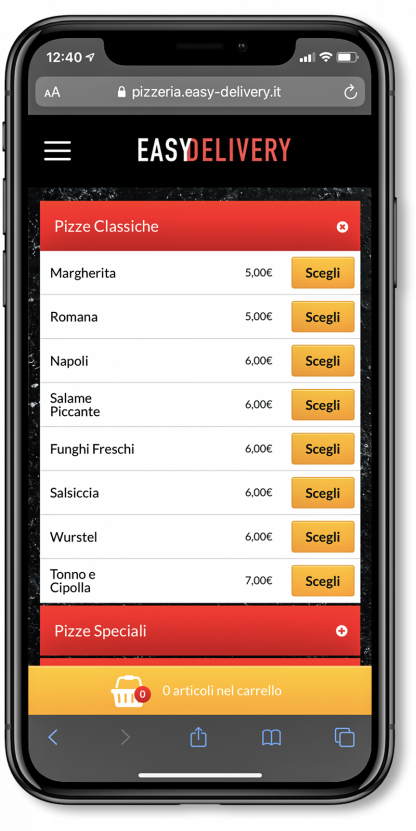 12:40
AA pizzeria.easy-delivery.it
EASYDELIVERY
Pizze Classiche
Margherita 5,00€ Scegli
Romana 5,00€ Scegli
Napoli 6,00€ Scegli
Salame
Piccante 6,00€ Scegli
Funghi Freschi 6,00€ Scegli
Salsiccia 6,00€ Scegli
Wurstel 6,00€ Scegli
Tonno e
Cipolla 7,00€ Scegli
Pizze Speciali
0 0 articoli nel carrello